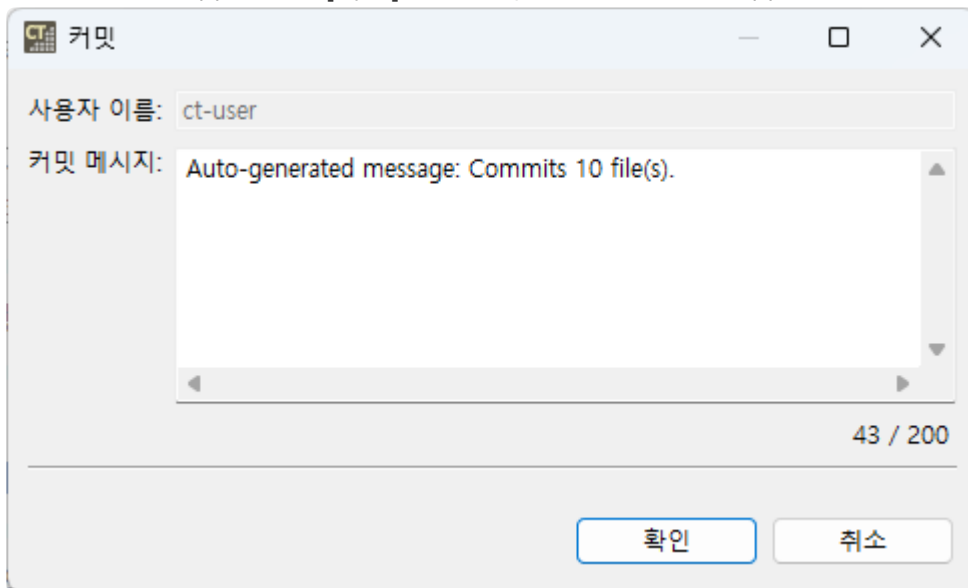 CT 커밋
사용자 이름: ct-user
커밋 메시지: Auto-generated message: Commits 10 file(s).
43 / 200
확인 취소